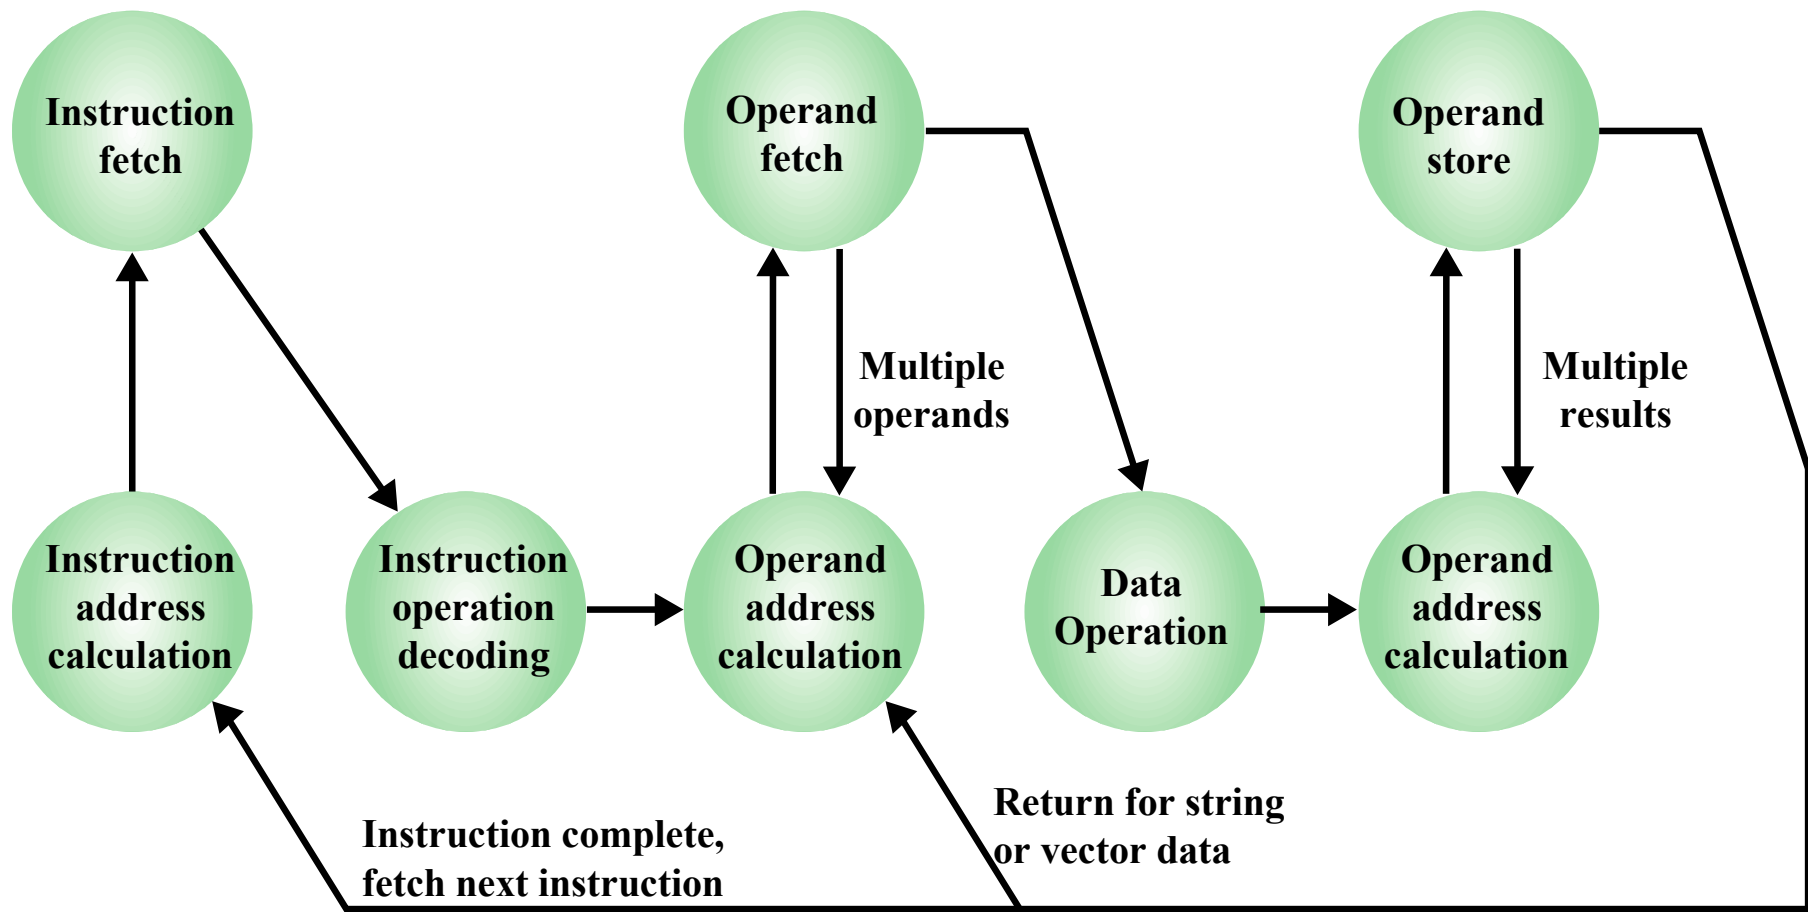 Instruction
fetch
Operand
fetch
Operand
store
Multiple
operands
Multiple
results
Instruction
address
calculation
Instruction
operation
decoding
Operand
address
calculation
Data
Operation
Operand
address
calculation
Instruction complete,
fetch next instruction
Return for string
or vector data